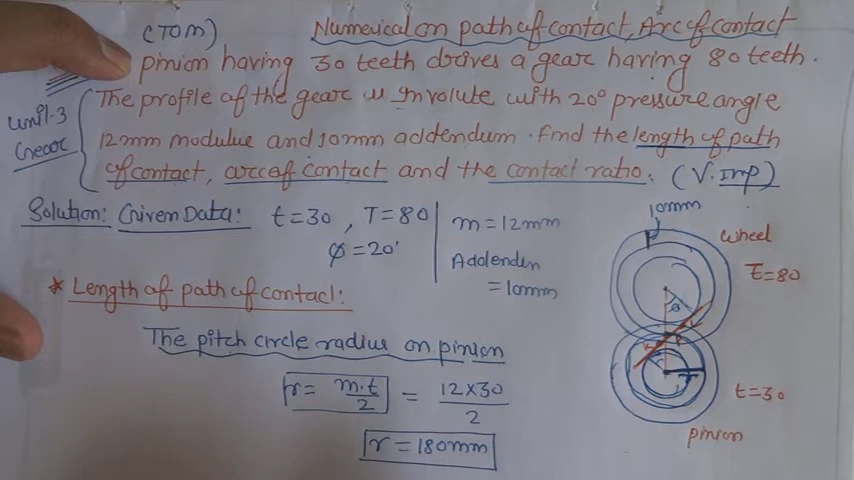 (TOM)
Numerical on path of contact, Arc of contact
pinion having 30 teeth drives a gear having 80 teeth.
Unit-3
Gear
The profile of the gear is Involute with 20° pressure angle
12mm module and 10mm addendum. find the length of path
of contact, arc of contact and the contact ratio. (V.Imp)
Solution: Given Data: t=30, T=80
φ=20°
m=12mm
Addenden
=10mm
* Length of path of contact:
The pitch circle radius on pinion
r= m.t/2 = 12×30/2
r=180mm
10mm
wheel
T=80
t=30
pinion